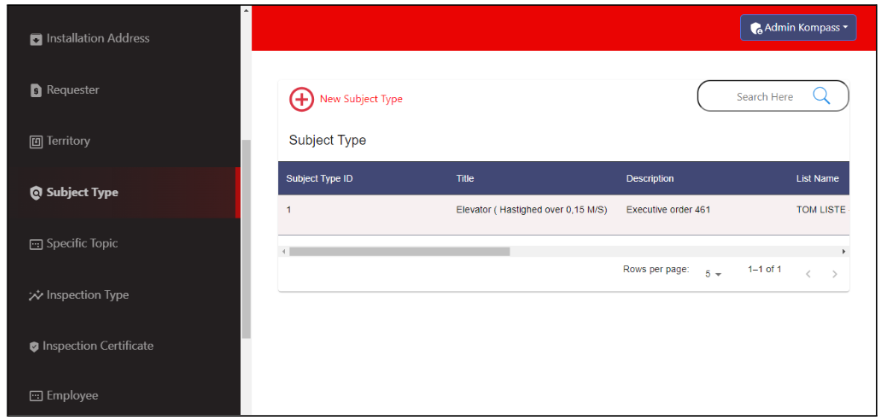 Admin Kompass
Installation Address
Requester
Territory
Subject Type
Specific Topic
Inspection Type
Inspection Certificate
Employee
New Subject Type
Search Here
Subject Type
Subject Type ID Title Description List Name
1 Elevator ( Hastighed over 0,15 M/S) Executive order 461 TOM LISTE
Rows per page: 5 1–1 of 1